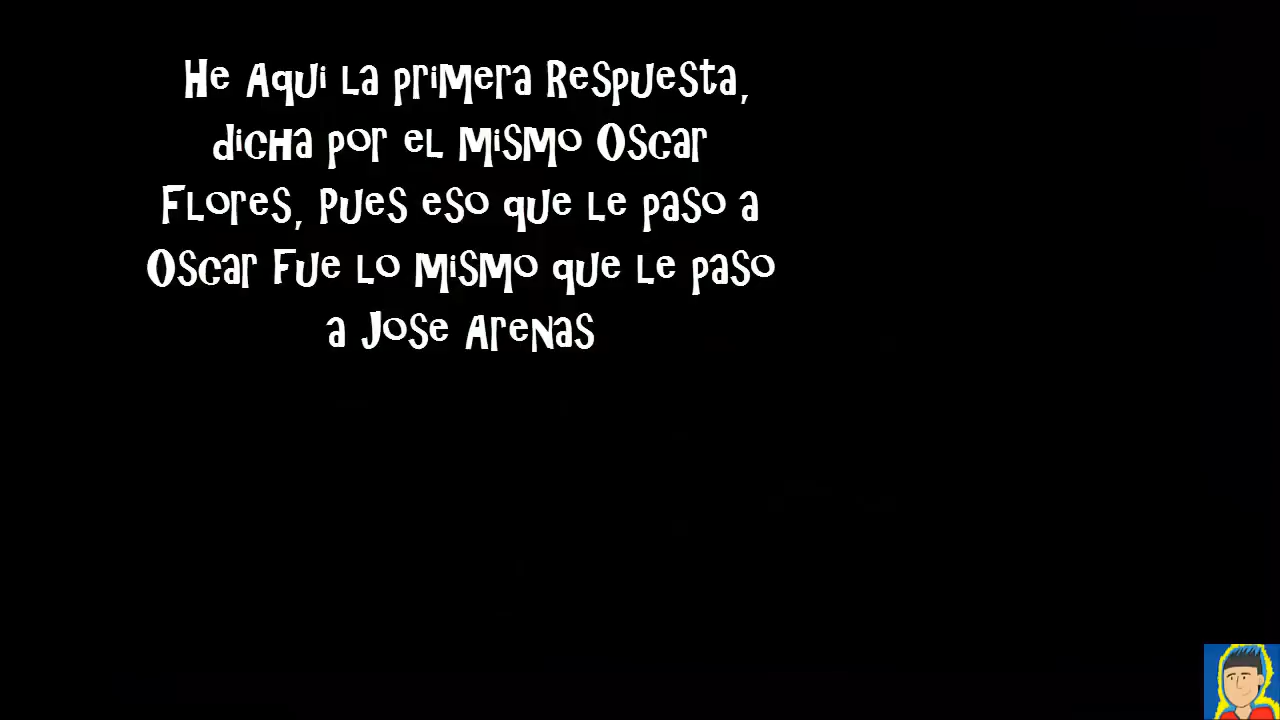 He Aqui la primera Respuesta,
dicha por el mismo Oscar
Flores, pues eso que le paso a
Oscar Fue lo mismo que le paso
a Jose Arenas